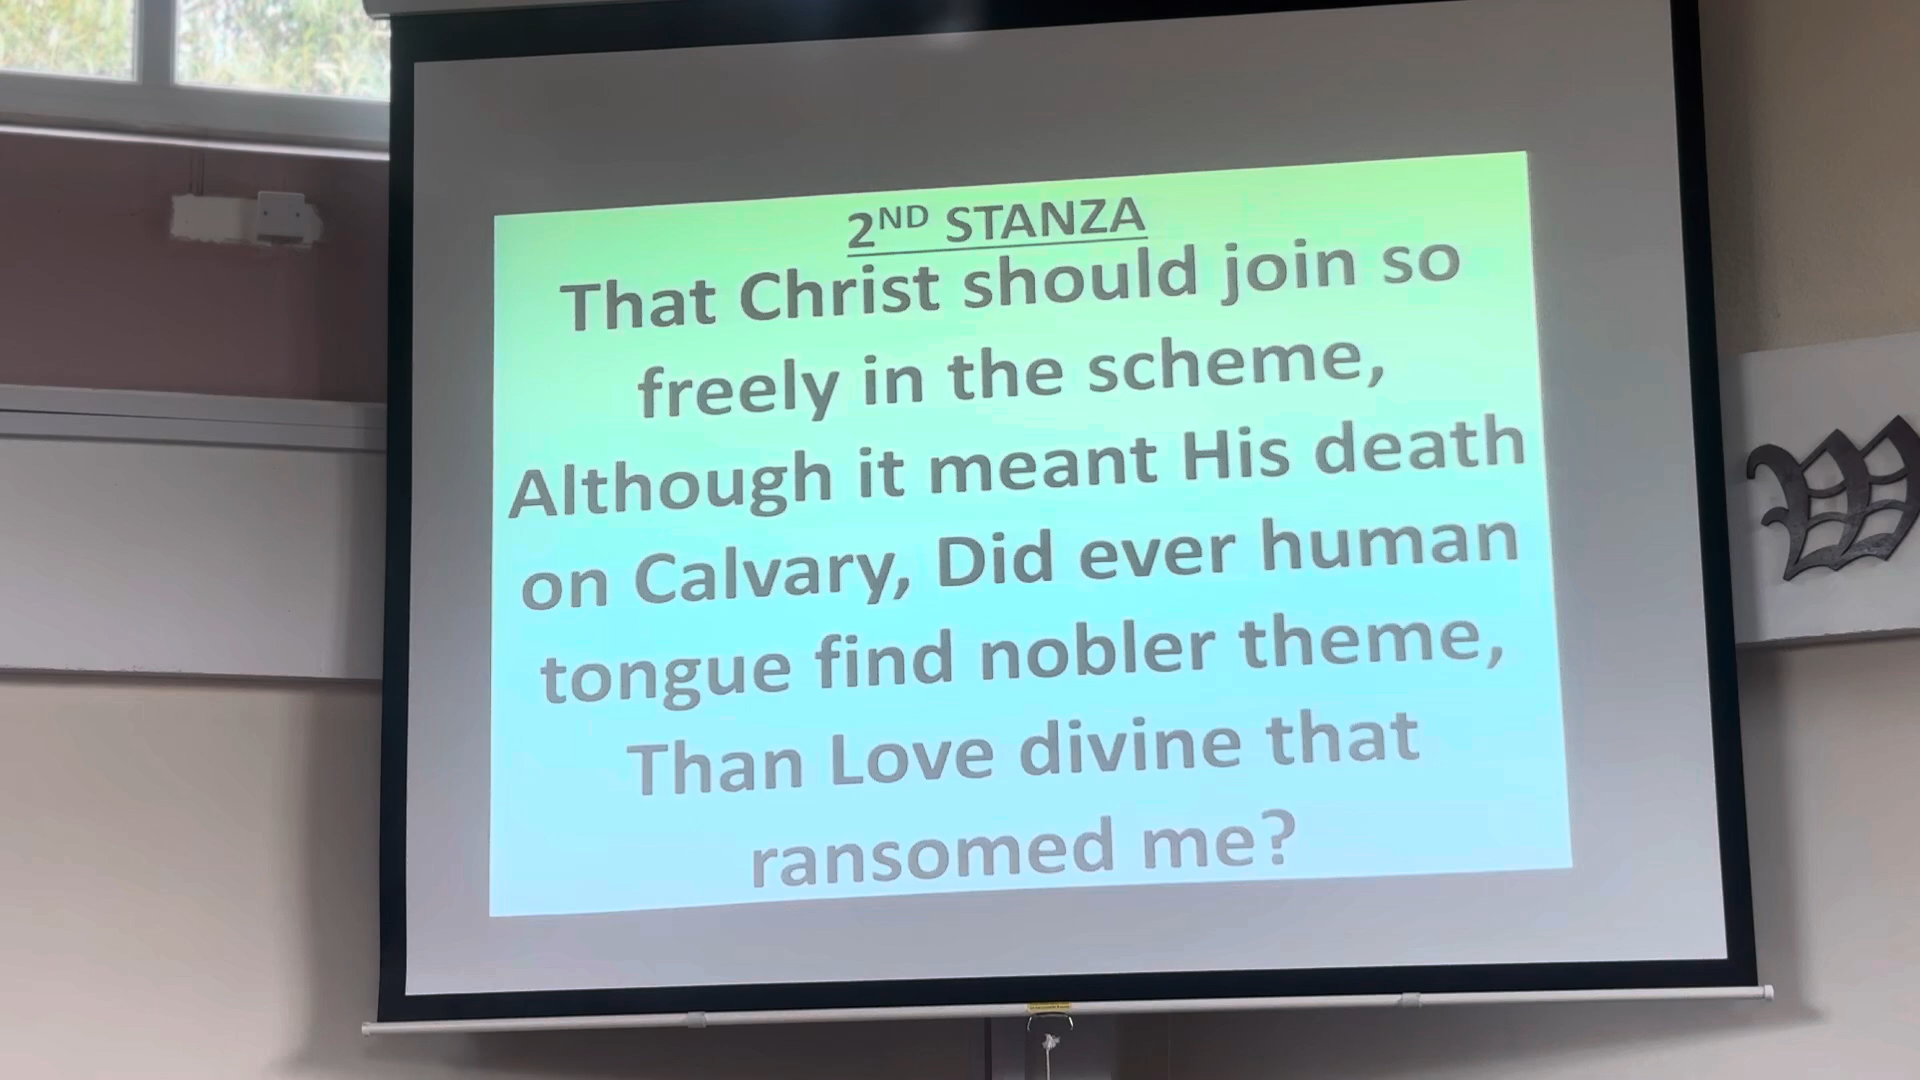 2ND STANZA
That Christ should join so
freely in the scheme,
Although it meant His death
on Calvary, Did ever human
tongue find nobler theme,
Than Love divine that
ransomed me?
W